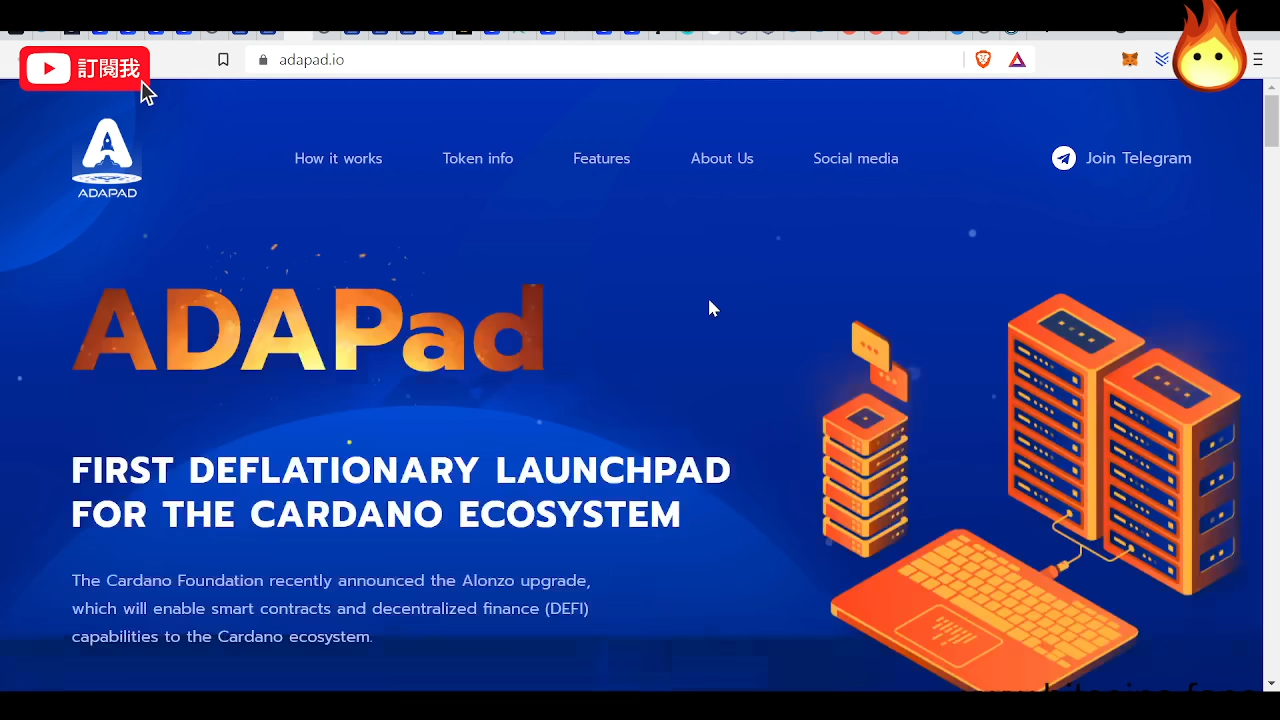 訂閱我
adapad.io
ADAPAD
How it works
Token info
Features
About Us
Social media
Join Telegram
ADAPad
FIRST DEFLATIONARY LAUNCHPAD
FOR THE CARDANO ECOSYSTEM
The Cardano Foundation recently announced the Alonzo upgrade,
which will enable smart contracts and decentralized finance (DEFI)
capabilities to the Cardano ecosystem.